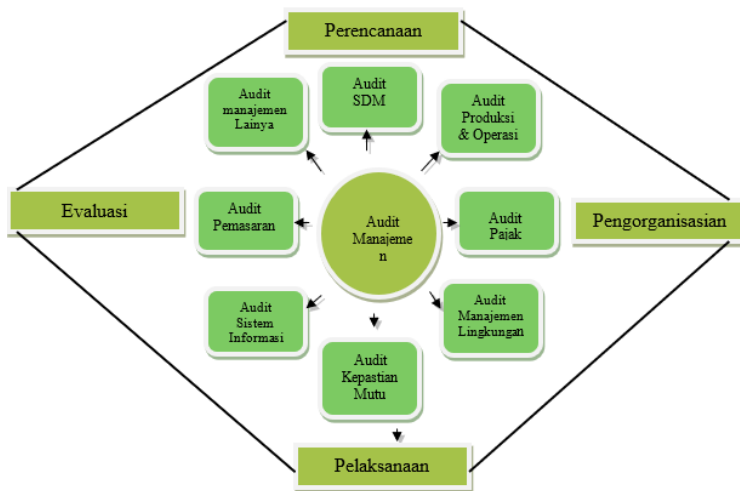 Perencanaan
Audit
manajemen
Lainya
Audit
SDM
Audit
Produksi
& Operasi
Evaluasi
Audit
Pemasaran
Audit
Manajeme
n
Audit
Pajak
Pengorganisasian
Audit
Sistem
Informasi
Audit
Manajemen
Lingkungan
Audit
Kepastian
Mutu
Pelaksanaan